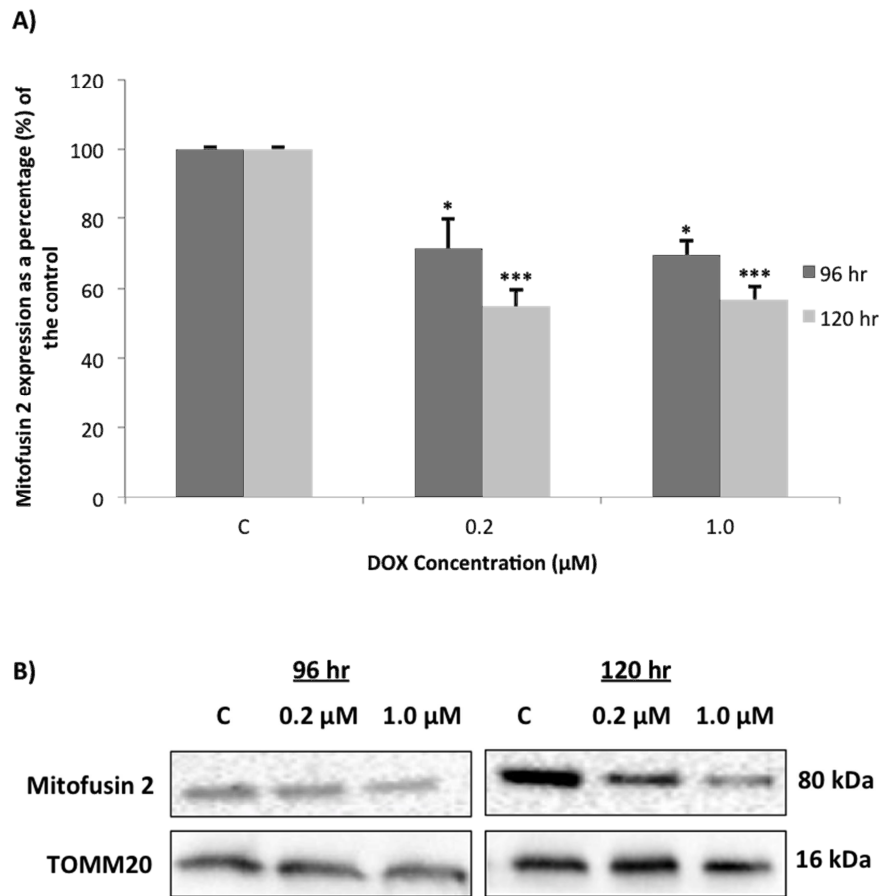 A)
Mitofusin 2 expression as a percentage (%) of
the control
120
100
80
60
40
20
0
* *** * ***
96 hr
120 hr
C 0.2 1.0
DOX Concentration (µM)
B)
96 hr 120 hr
C 0.2 µM 1.0 µM C 0.2 µM 1.0 µM
Mitofusin 2 80 kDa
TOMM20 16 kDa